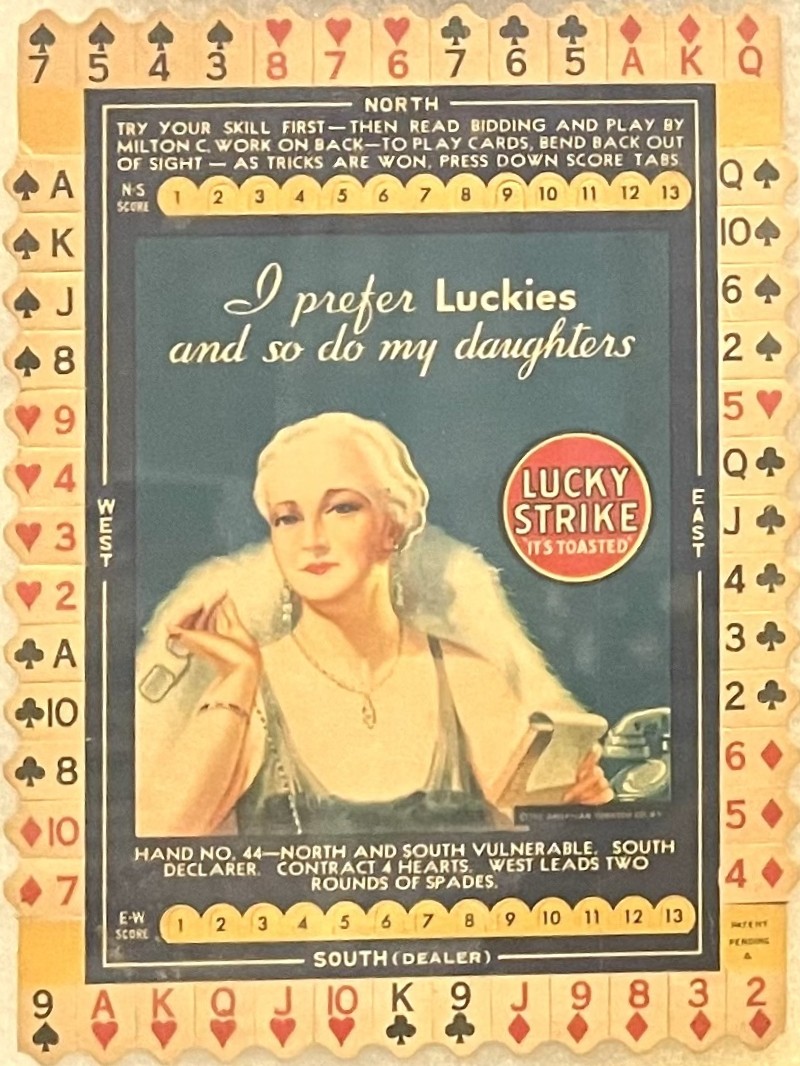 ♠7 ♠5 ♠4 ♠3 ♥8 ♥7 ♥6 ♣7 ♣6 ♣5 ♦A ♦K ♦Q
NORTH
TRY YOUR SKILL FIRST—THEN READ BIDDING AND PLAY BY
MILTON C. WORK ON BACK—TO PLAY CARDS, BEND BACK OUT
OF SIGHT — AS TRICKS ARE WON, PRESS DOWN SCORE TABS.
N-S
SCORE
1 2 3 4 5 6 7 8 9 10 11 12 13
♠ A
♠ K
♠ J
♠ 8
♥ 9
♥ 4
♥ 3
♥ 2
♣ A
♣ 10
♣ 8
♦ 10
♦ 7
WEST
I prefer Luckies
and so do my daughters
LUCKY
STRIKE
"IT'S TOASTED"
EAST
Q ♠
10 ♠
6 ♠
2 ♠
5 ♥
Q ♣
J ♣
4 ♣
3 ♣
2 ♣
6 ♦
5 ♦
4 ♦
HAND NO. 44—NORTH AND SOUTH VULNERABLE. SOUTH
DECLARER. CONTRACT 4 HEARTS. WEST LEADS TWO
ROUNDS OF SPADES.
E-W
SCORE
1 2 3 4 5 6 7 8 9 10 11 12 13
PATENT
PENDING
SOUTH (DEALER)
9♠ A♥ K♥ Q♥ J♥ 10♥ K♣ 9♣ J♦ 9♦ 8♦ 3♦ 2♦